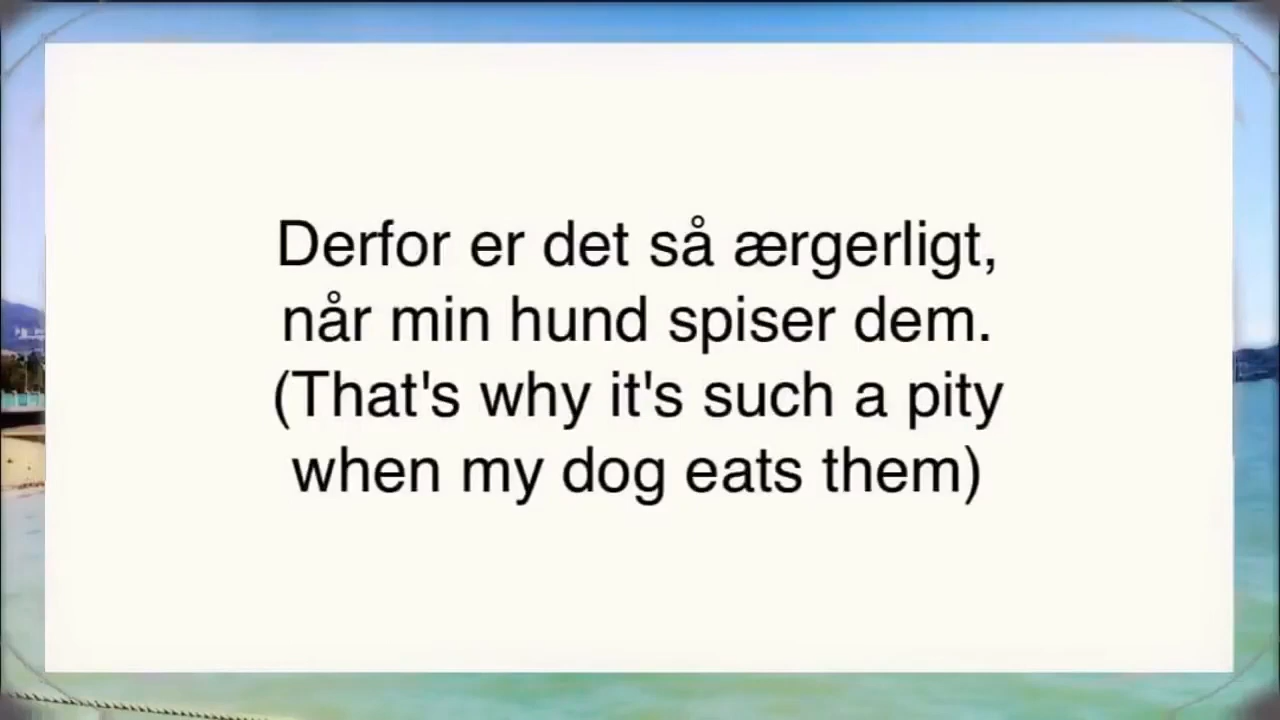 Derfor er det så ærgerligt,
når min hund spiser dem.
(That's why it's such a pity
when my dog eats them)